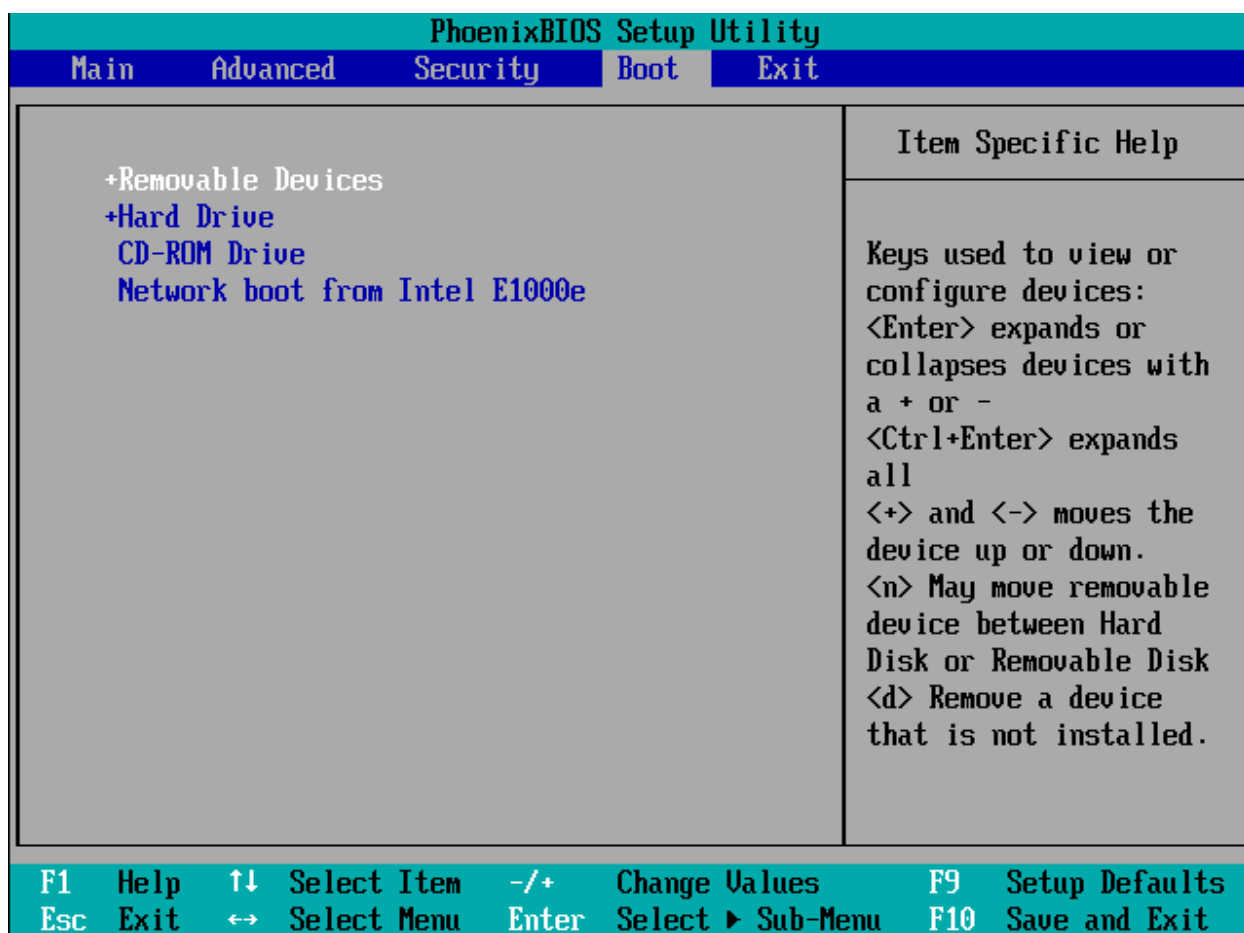 PhoenixBIOS Setup Utility
Main Advanced Security Boot Exit
+Removable Devices
+Hard Drive
CD-ROM Drive
Network boot from Intel E1000e
Item Specific Help
Keys used to view or
configure devices:
<Enter> expands or
collapses devices with
a + or -
<Ctrl+Enter> expands
all
<+> and <-> moves the
device up or down.
<n> May move removable
device between Hard
Disk or Removable Disk
<d> Remove a device
that is not installed.
F1 Help ↑↓ Select Item -/+ Change Values F9 Setup Defaults
Esc Exit ↔ Select Menu Enter Select ▶ Sub-Menu F10 Save and Exit